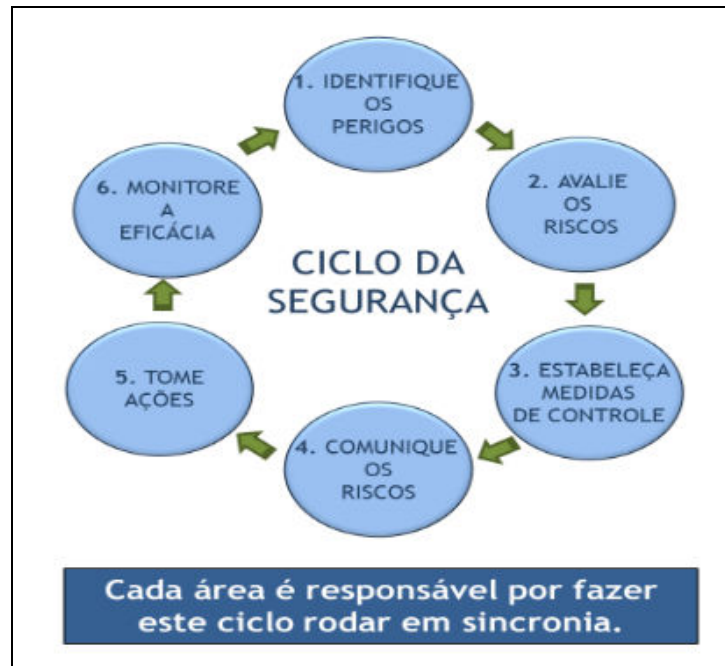 1. IDENTIFIQUE
OS
PERIGOS
2. AVALIE
OS
RISCOS
3. ESTABELEÇA
MEDIDAS
DE CONTROLE
4. COMUNIQUE
OS
RISCOS
5. TOME
AÇÕES
6. MONITORE
A
EFICÁCIA
CICLO DA
SEGURANÇA
Cada área é responsável por fazer
este ciclo rodar em sincronia.